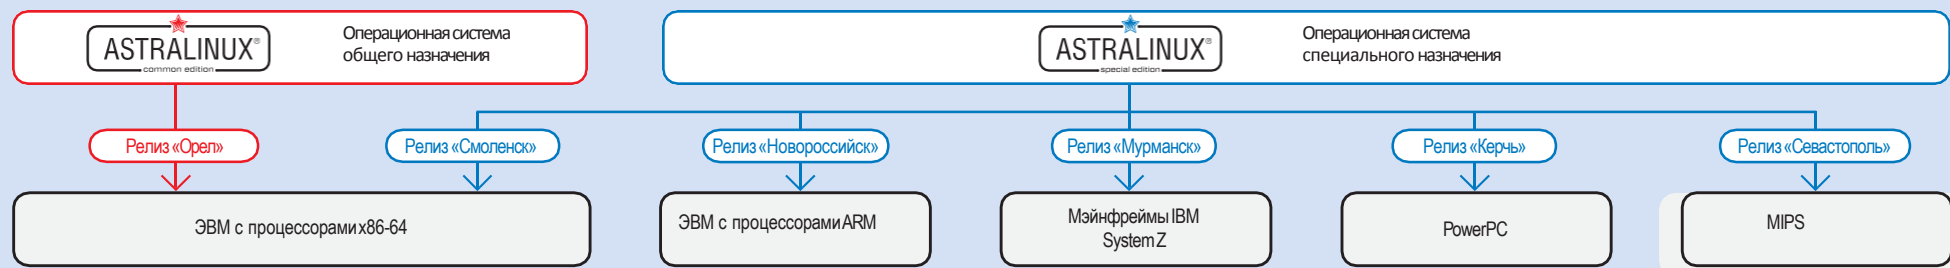 ASTRALINUX®
common edition
Операционная система
общего назначения
ASTRALINUX®
special edition
Операционная система
специального назначения
Релиз «Орел»
Релиз «Смоленск»
Релиз «Новороссийск»
Релиз «Мурманск»
Релиз «Керчь»
Релиз «Севастополь»
ЭВМ с процессорами x86-64
ЭВМ с процессорами ARM
Мэйнфреймы IBM
System Z
PowerPC
MIPS